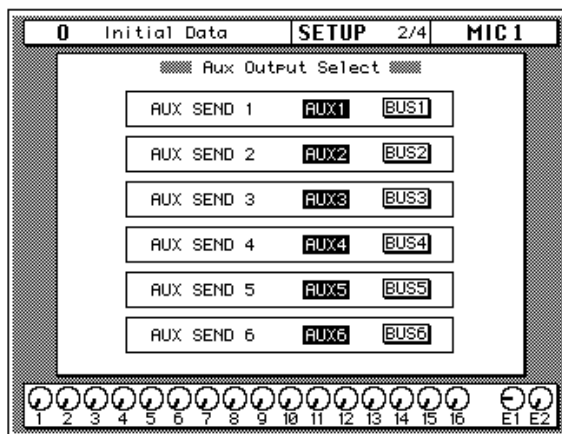 0 Initial Data SETUP 2/4 MIC 1
Aux Output Select
AUX SEND 1 AUX1 BUS1
AUX SEND 2 AUX2 BUS2
AUX SEND 3 AUX3 BUS3
AUX SEND 4 AUX4 BUS4
AUX SEND 5 AUX5 BUS5
AUX SEND 6 AUX6 BUS6
1 2 3 4 5 6 7 8 9 10 11 12 13 14 15 16 E1 E2